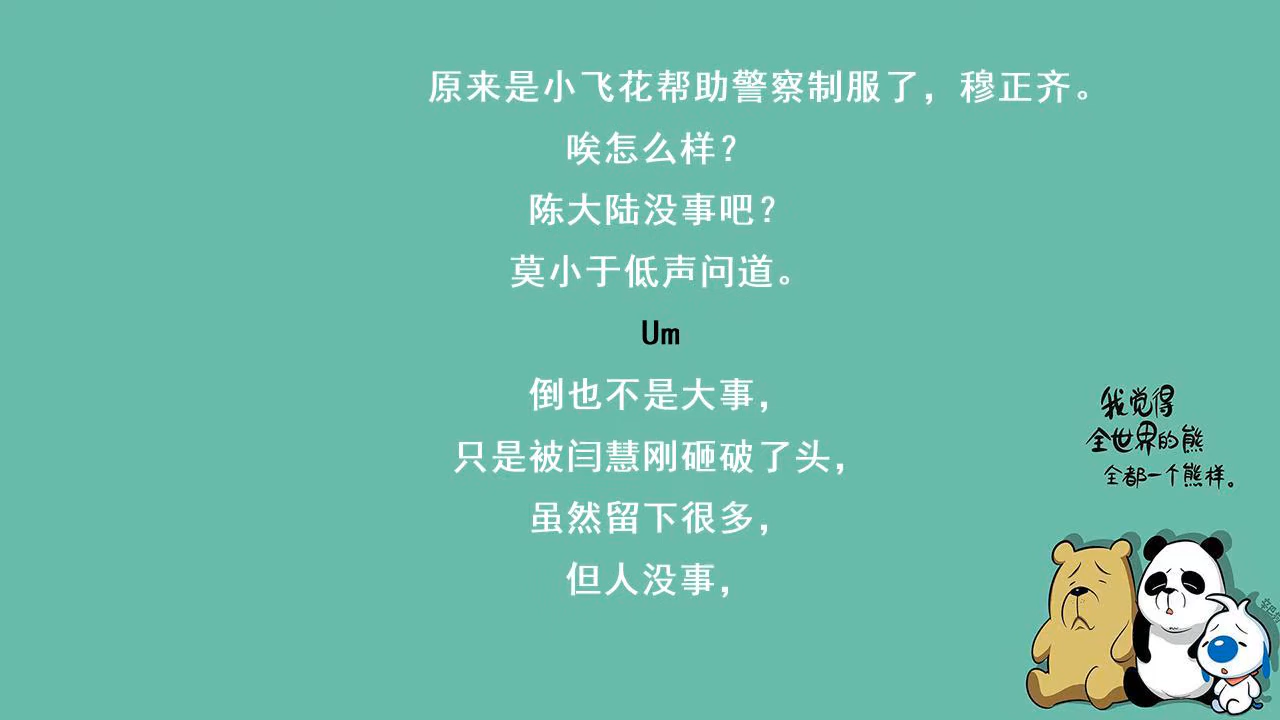 原来是小飞花帮助警察制服了，穆正齐。
唉怎么样？
陈大陆没事吧？
莫小于低声问道。
Um
倒也不是大事，
只是被闫慧刚砸破了头，
虽然留下很多，
但人没事，
我觉得
全世界的熊
全都一个熊样。